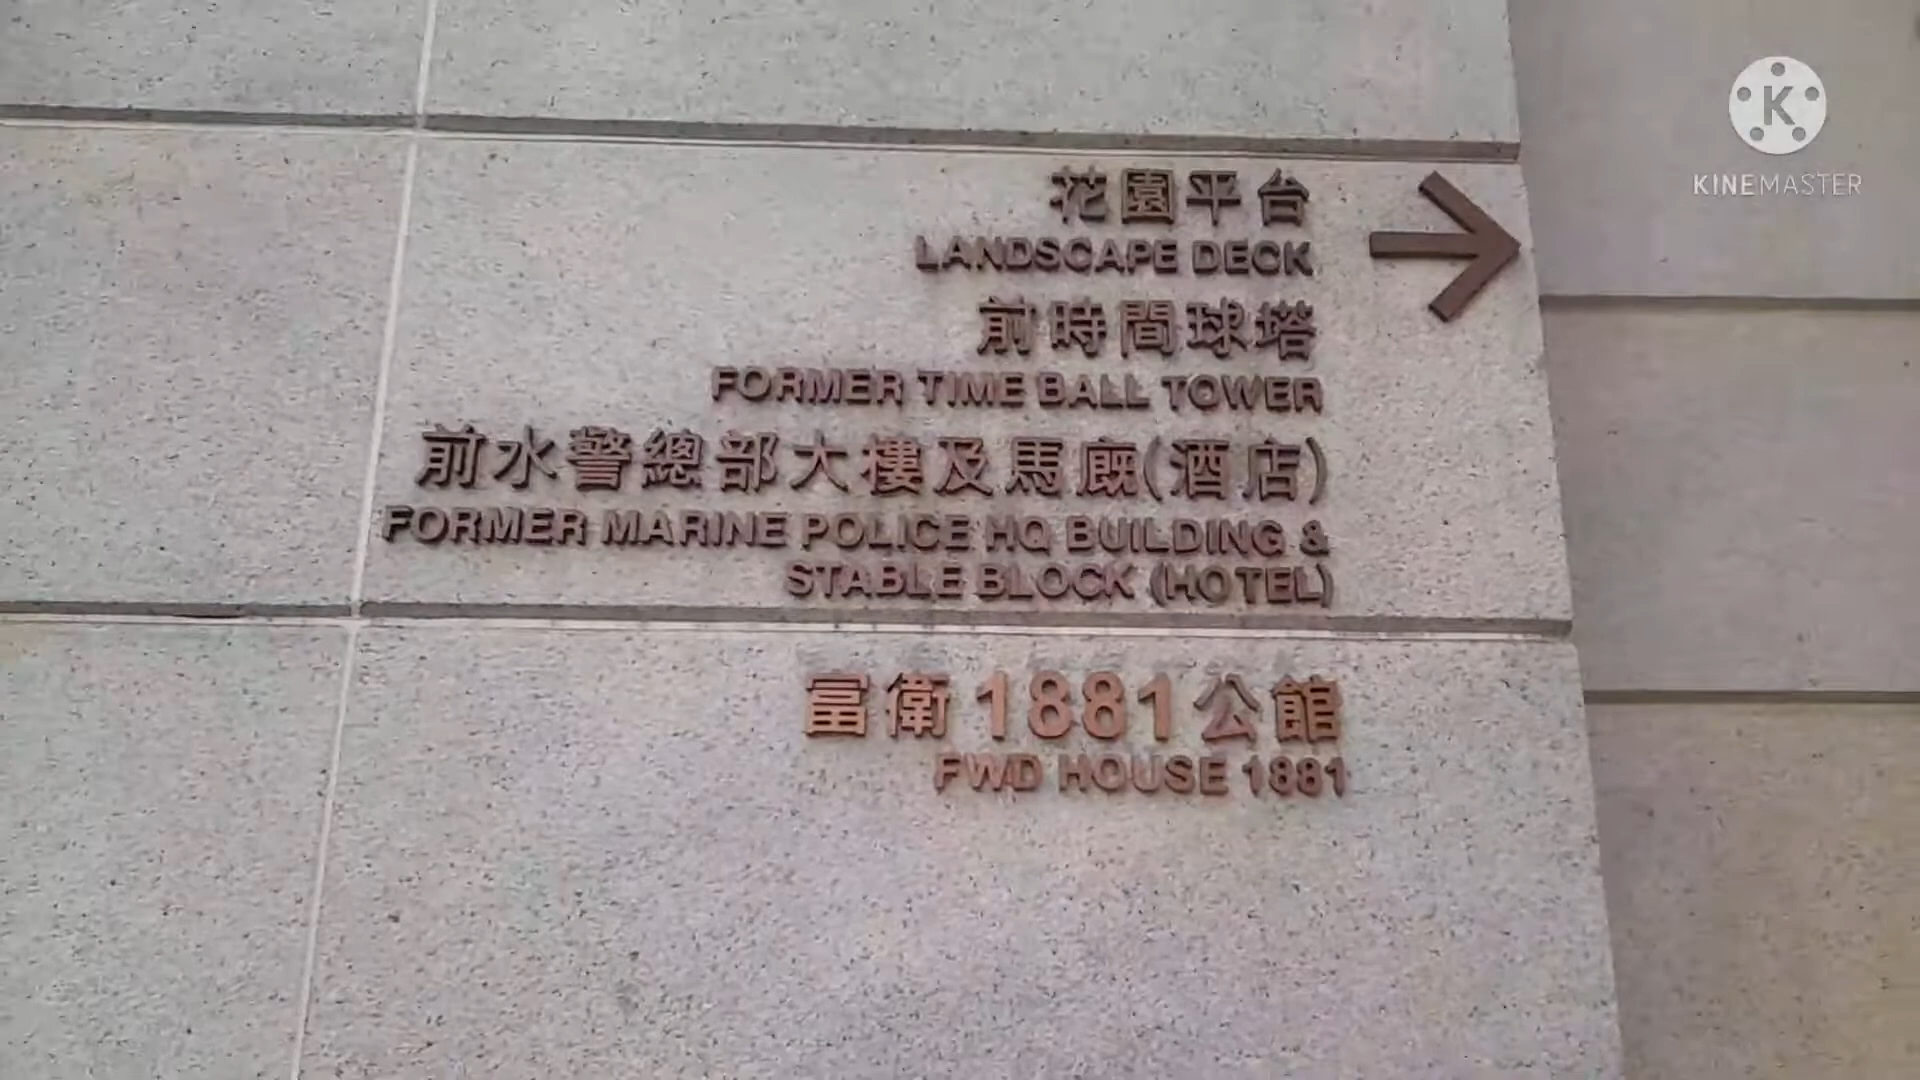 花園平台
LANDSCAPE DECK
前時間球塔
FORMER TIME BALL TOWER
前水警總部大樓及馬廐(酒店)
FORMER MARINE POLICE HQ BUILDING &
STABLE BLOCK (HOTEL)
富衛1881公館
FWD HOUSE 1881
K
KINEMASTER